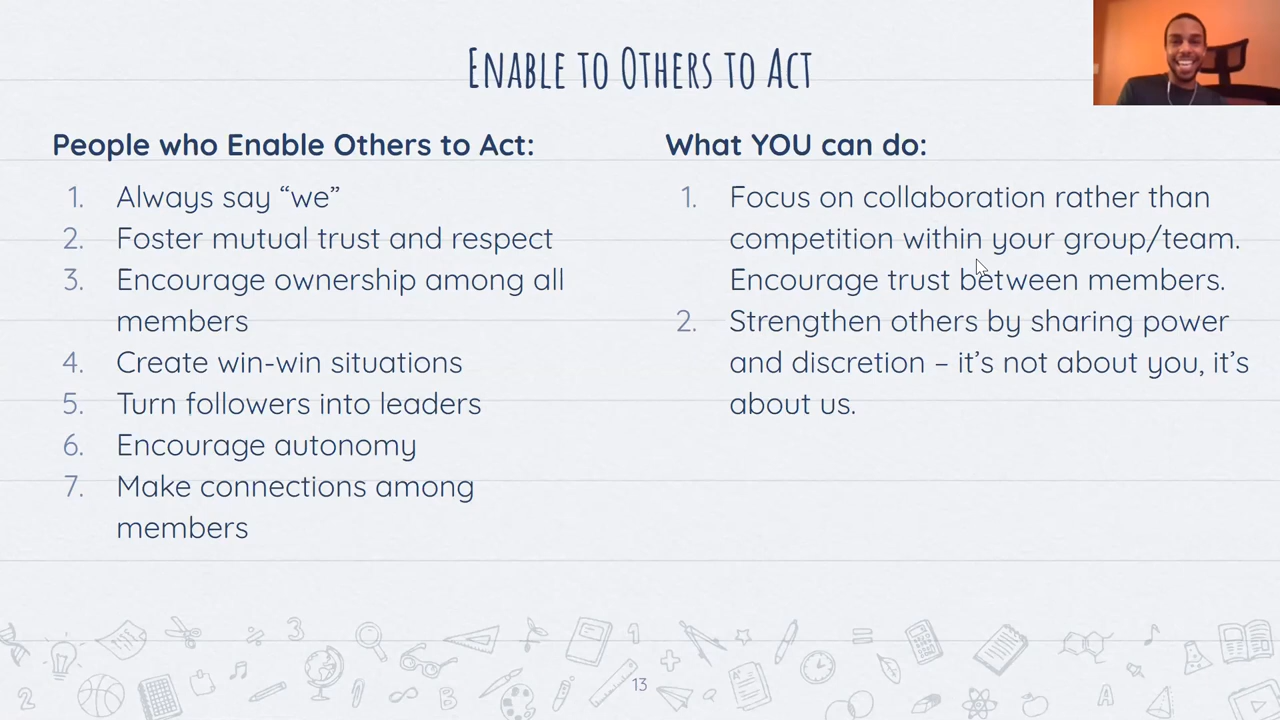 Enable to Others to Act
People who Enable Others to Act:
1. Always say “we”
2. Foster mutual trust and respect
3. Encourage ownership among all
members
4. Create win-win situations
5. Turn followers into leaders
6. Encourage autonomy
7. Make connections among
members
What YOU can do:
1. Focus on collaboration rather than
competition within your group/team.
Encourage trust between members.
2. Strengthen others by sharing power
and discretion – it’s not about you, it’s
about us.
3
1
2
B
A
13